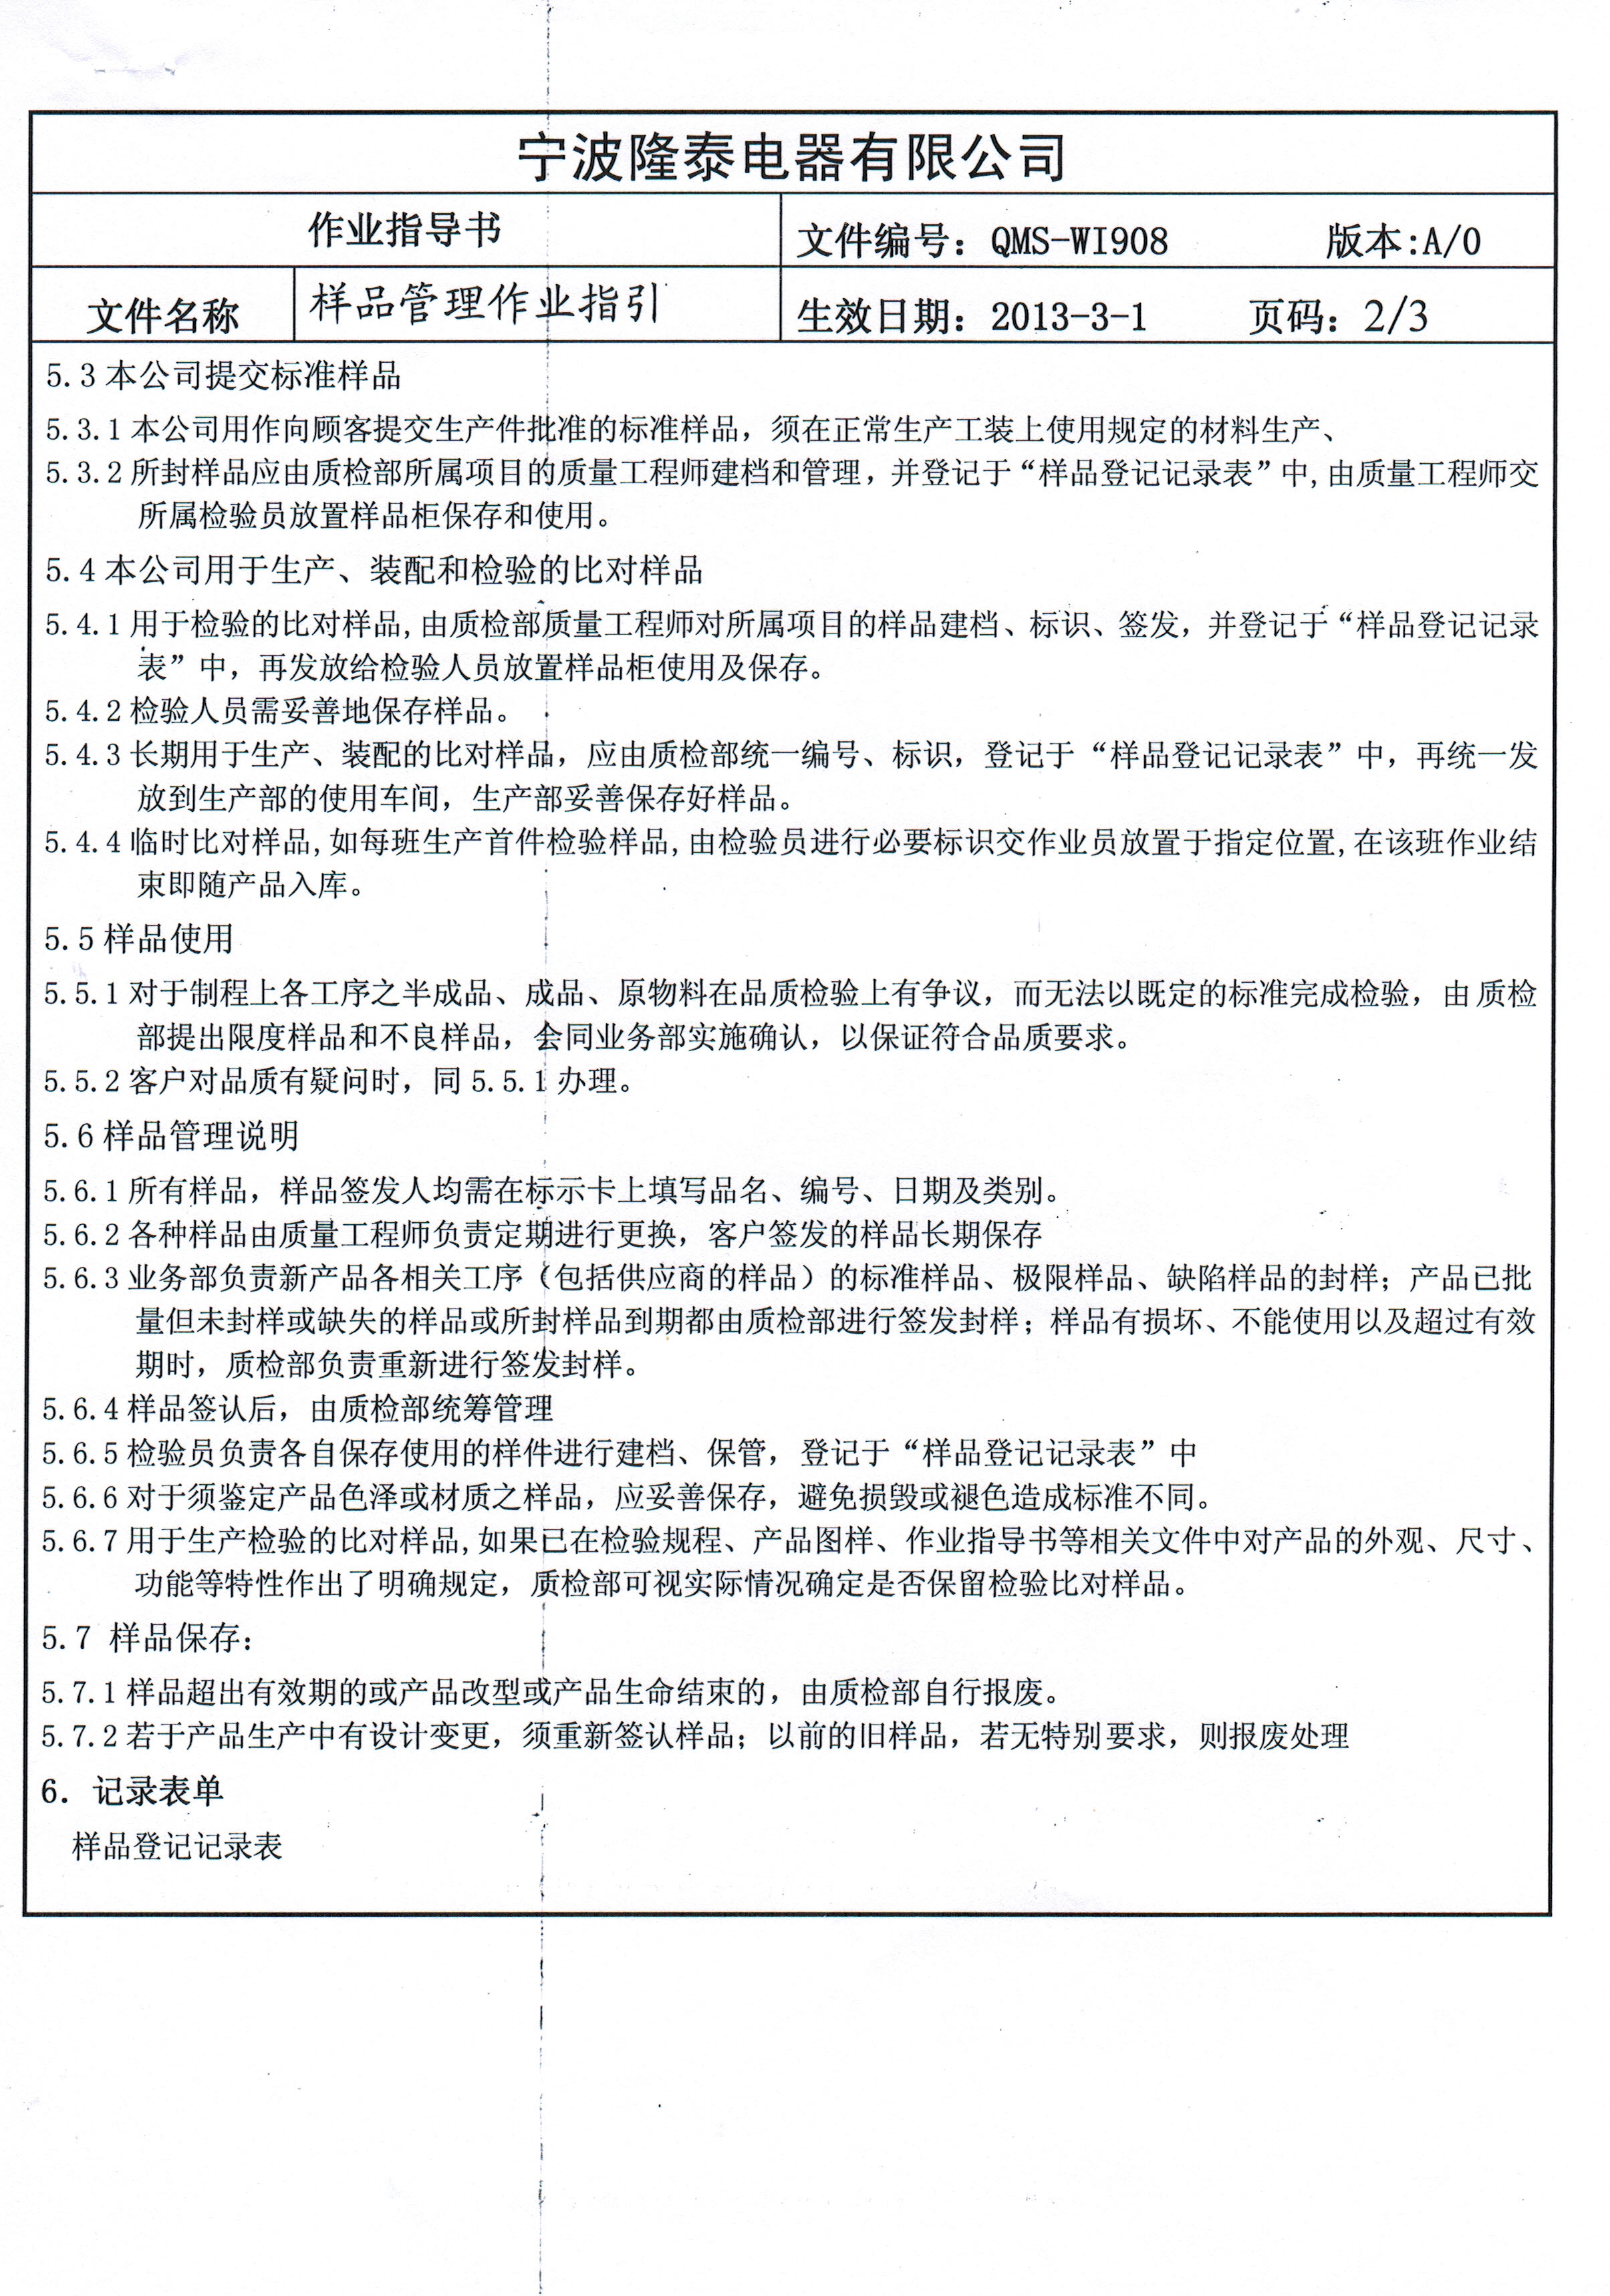 宁波隆泰电器有限公司
作业指导书
文件编号：QMS-WI908 版本:A/0
文件名称 样品管理作业指引
生效日期：2013-3-1 页码：2/3
5.3 本公司提交标准样品
5.3.1 本公司用作向顾客提交生产件批准的标准样品，须在正常生产工装上使用规定的材料生产、
5.3.2 所封样品应由质检部所属项目的质量工程师建档和管理，并登记于“样品登记记录表”中,由质量工程师交
所属检验员放置样品柜保存和使用。
5.4 本公司用于生产、装配和检验的比对样品
5.4.1 用于检验的比对样品,由质检部质量工程师对所属项目的样品建档、标识、签发，并登记于“样品登记记录
表”中，再发放给检验人员放置样品柜使用及保存。
5.4.2 检验人员需妥善地保存样品。
5.4.3 长期用于生产、装配的比对样品，应由质检部统一编号、标识，登记于“样品登记记录表”中，再统一发
放到生产部的使用车间，生产部妥善保存好样品。
5.4.4 临时比对样品,如每班生产首件检验样品,由检验员进行必要标识交作业员放置于指定位置,在该班作业结
束即随产品入库。
5.5 样品使用
5.5.1 对于制程上各工序之半成品、成品、原物料在品质检验上有争议，而无法以既定的标准完成检验，由质检
部提出限度样品和不良样品，会同业务部实施确认，以保证符合品质要求。
5.5.2 客户对品质有疑问时，同 5.5.1 办理。
5.6 样品管理说明
5.6.1 所有样品，样品签发人均需在标示卡上填写品名、编号、日期及类别。
5.6.2 各种样品由质量工程师负责定期进行更换，客户签发的样品长期保存
5.6.3 业务部负责新产品各相关工序（包括供应商的样品）的标准样品、极限样品、缺陷样品的封样；产品已批
量但未封样或缺失的样品或所封样品到期都由质检部进行签发封样；样品有损坏、不能使用以及超过有效
期时，质检部负责重新进行签发封样。
5.6.4 样品签认后，由质检部统筹管理
5.6.5 检验员负责各自保存使用的样件进行建档、保管，登记于“样品登记记录表”中
5.6.6 对于须鉴定产品色泽或材质之样品，应妥善保存，避免损毁或褪色造成标准不同。
5.6.7 用于生产检验的比对样品,如果已在检验规程、产品图样、作业指导书等相关文件中对产品的外观、尺寸、
功能等特性作出了明确规定，质检部可视实际情况确定是否保留检验比对样品。
5.7 样品保存：
5.7.1 样品超出有效期的或产品改型或产品生命结束的，由质检部自行报废。
5.7.2 若于产品生产中有设计变更，须重新签认样品；以前的旧样品，若无特别要求，则报废处理
6. 记录表单
样品登记记录表